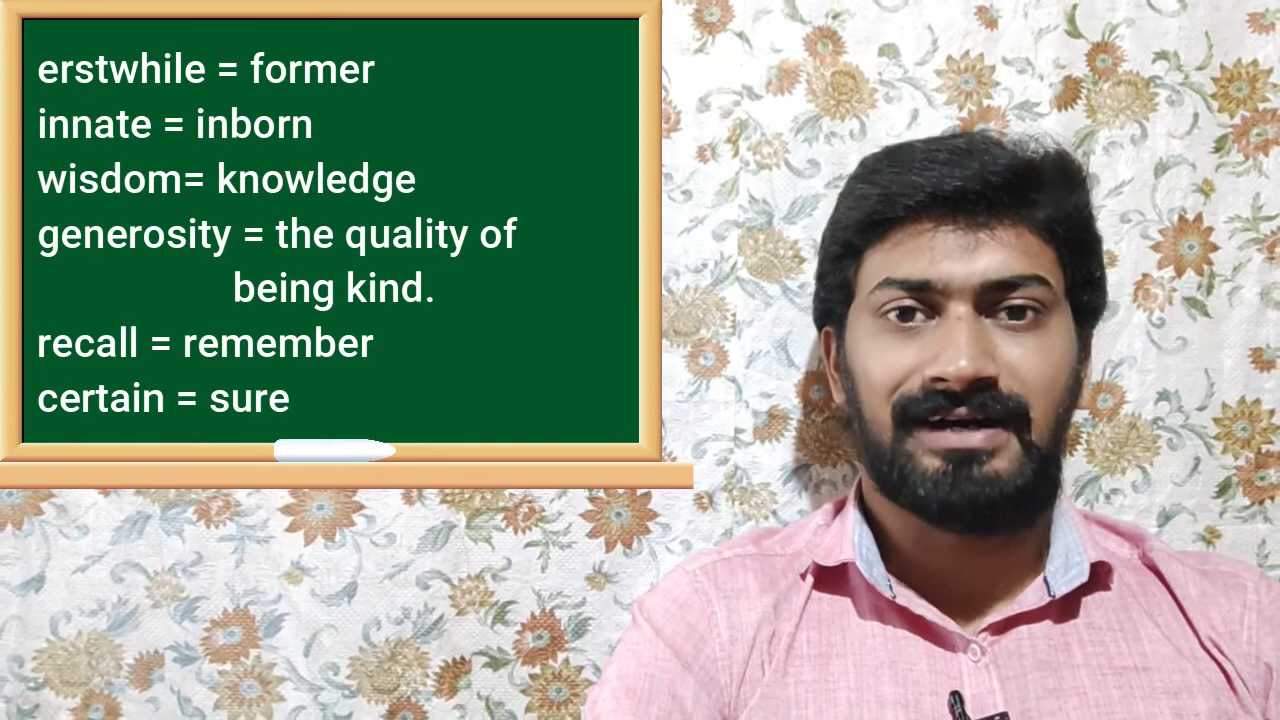 erstwhile = former
innate = inborn
wisdom= knowledge
generosity = the quality of
being kind.
recall = remember
certain = sure